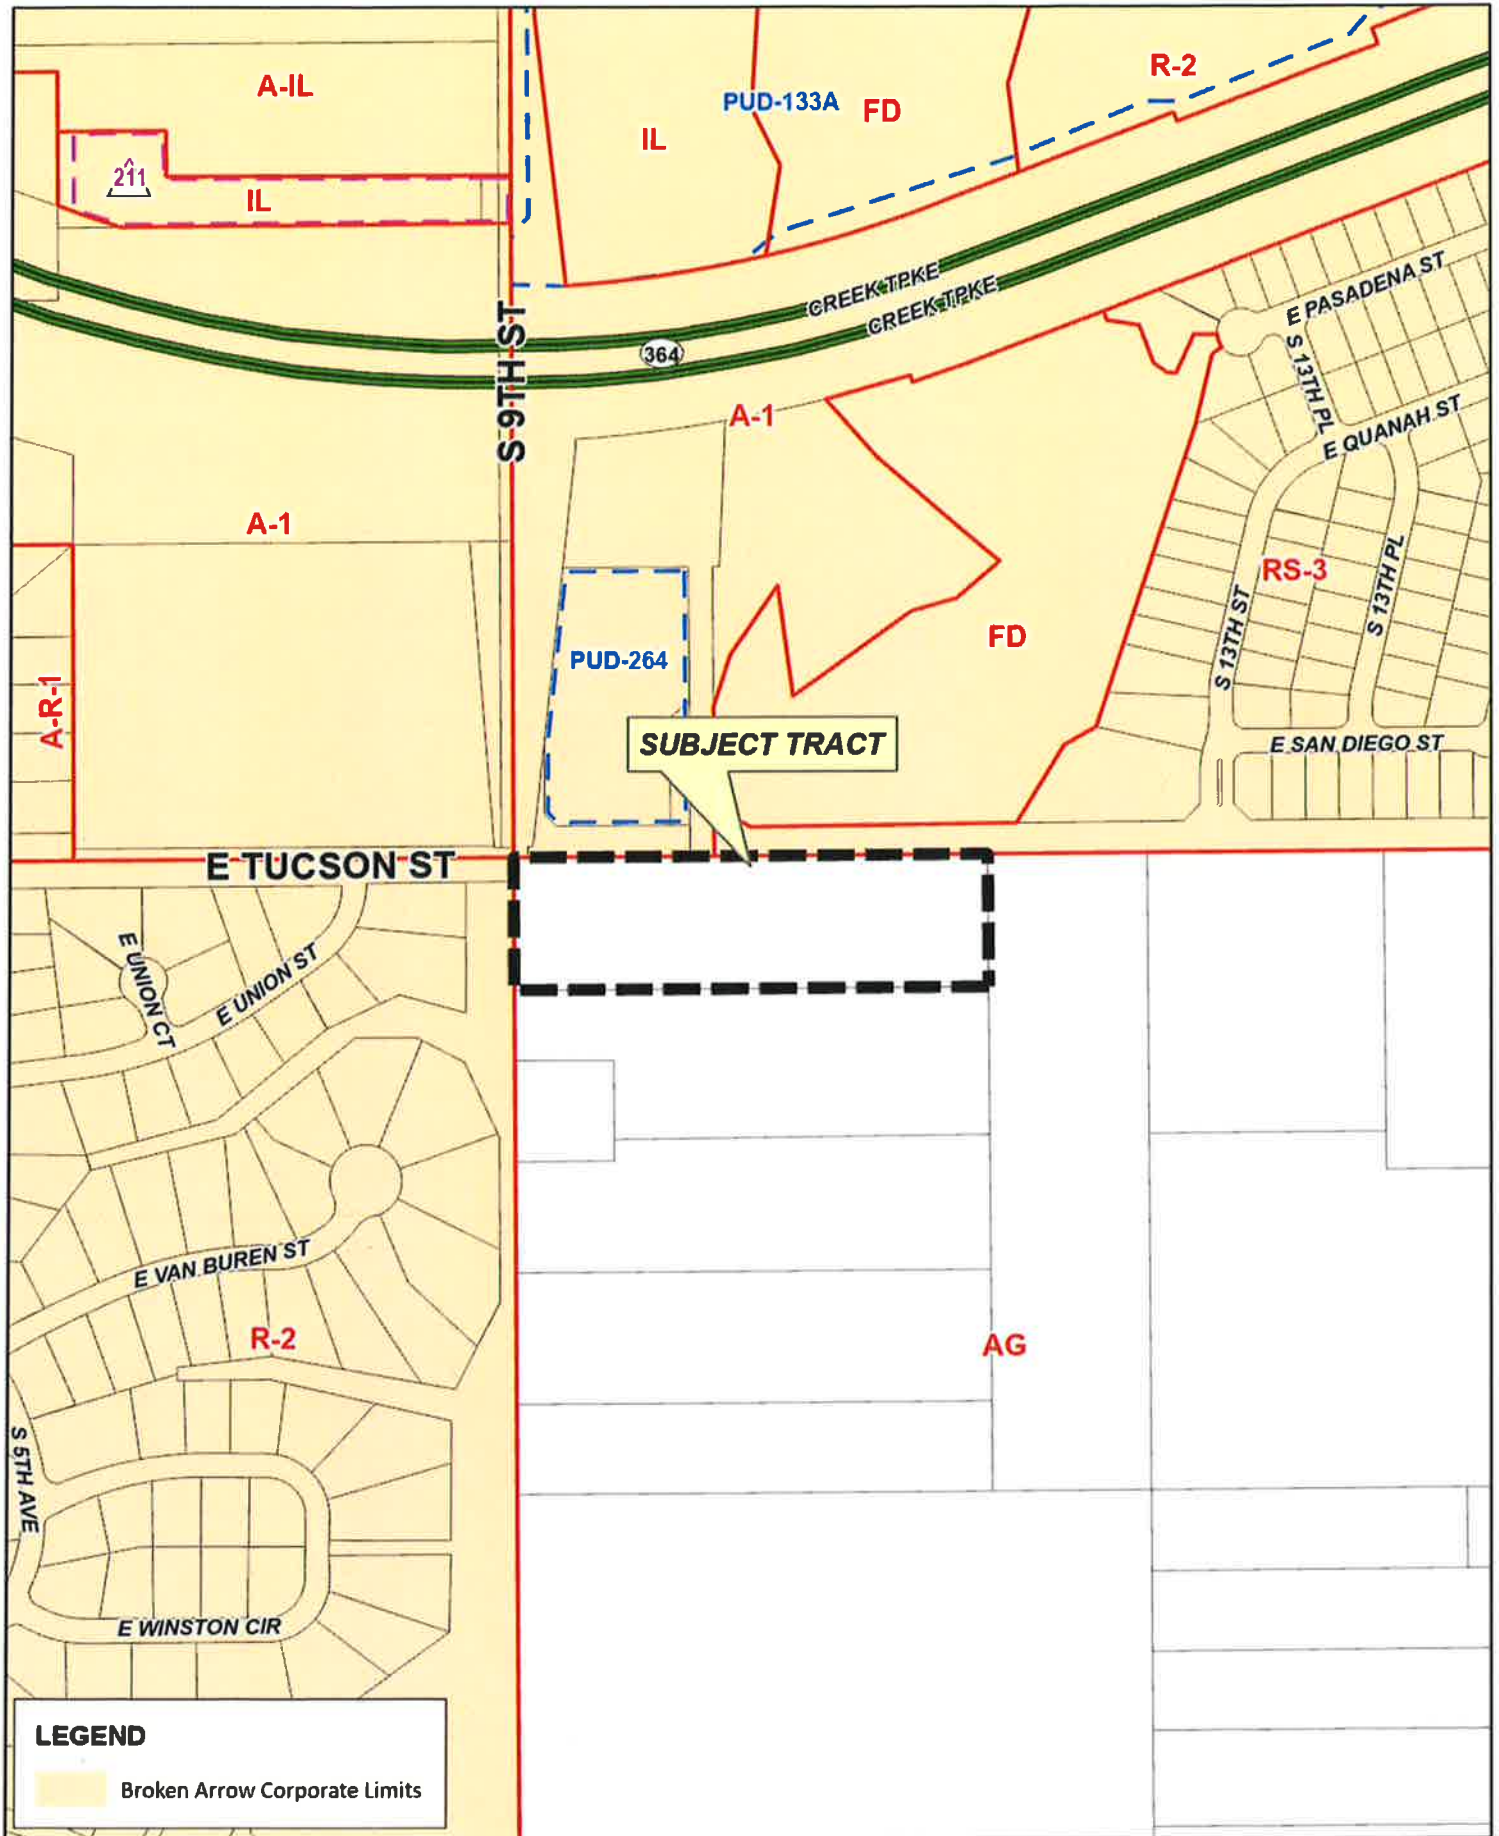 A-IL
R-2
PUD-133A
FD
IL
211
IL
CREEK TPKE
CREEK TPKE
364
S 9TH ST
E PASADENA ST
S 13TH PL
E QUANAH ST
A-1
A-1
RS-3
S 13TH ST
S 13TH PL
FD
PUD-264
A-R-1
SUBJECT TRACT
E SAN DIEGO ST
E TUCSON ST
E UNION CT
E UNION ST
E VAN BUREN ST
R-2
AG
S 5TH AVE
E WINSTON CIR
LEGEND
Broken Arrow Corporate Limits